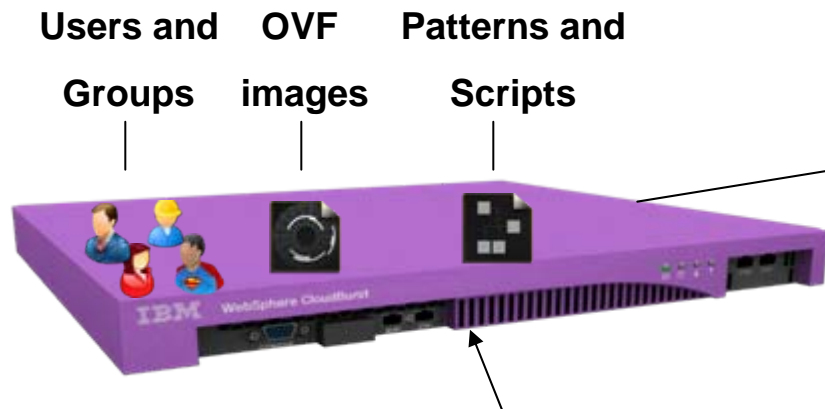 Users and OVF Patterns and
Groups images Scripts
IBM WebSphere CloudBurst